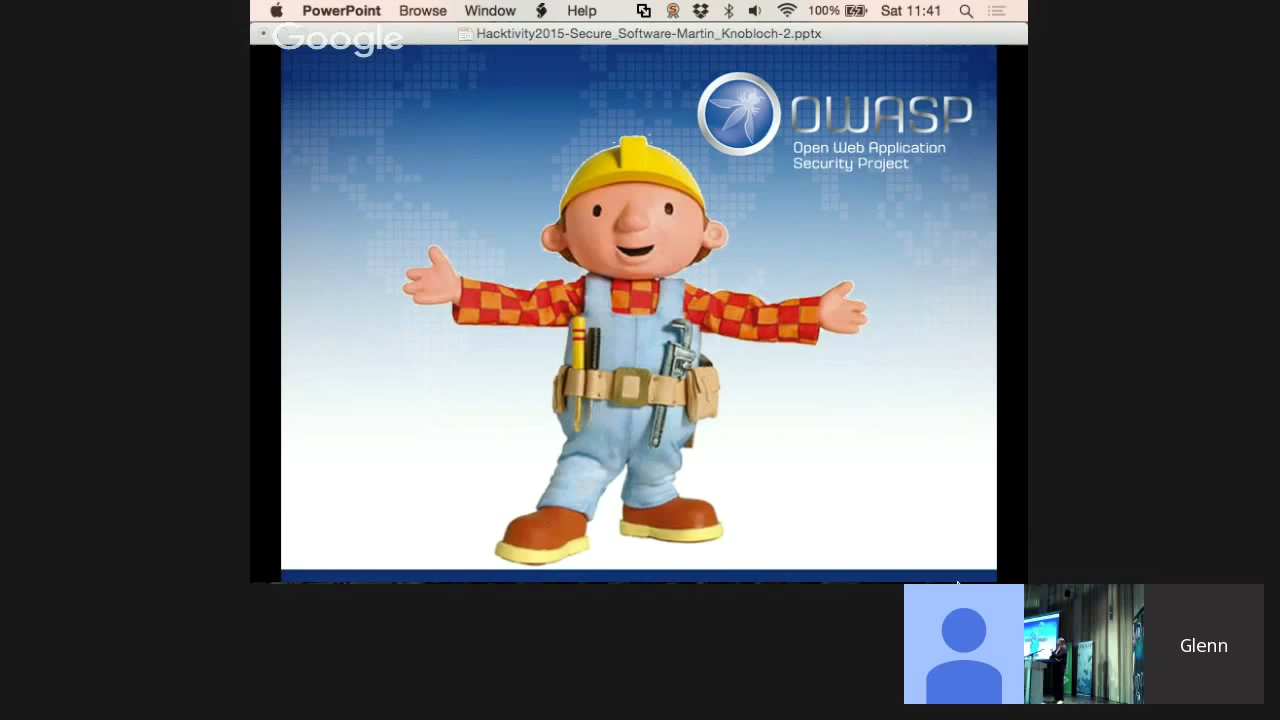 PowerPoint Browse Window Help 100% Sat 11:41
Google
Hacktivity2015-Secure_Software-Martin_Knobloch-2.pptx
OWASP
Open Web Application
Security Project
Glenn